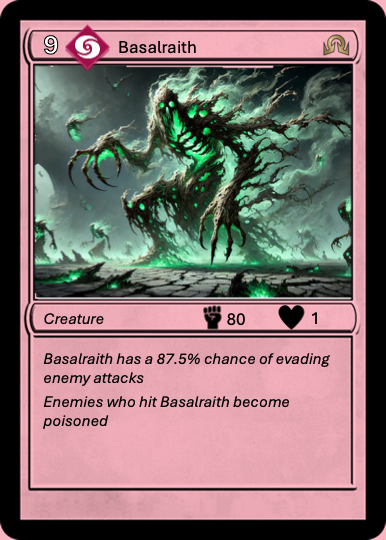 9 Basalraith
Creature 80 1
Basalraith has a 87.5% chance of evading
enemy attacks
Enemies who hit Basalraith become
poisoned